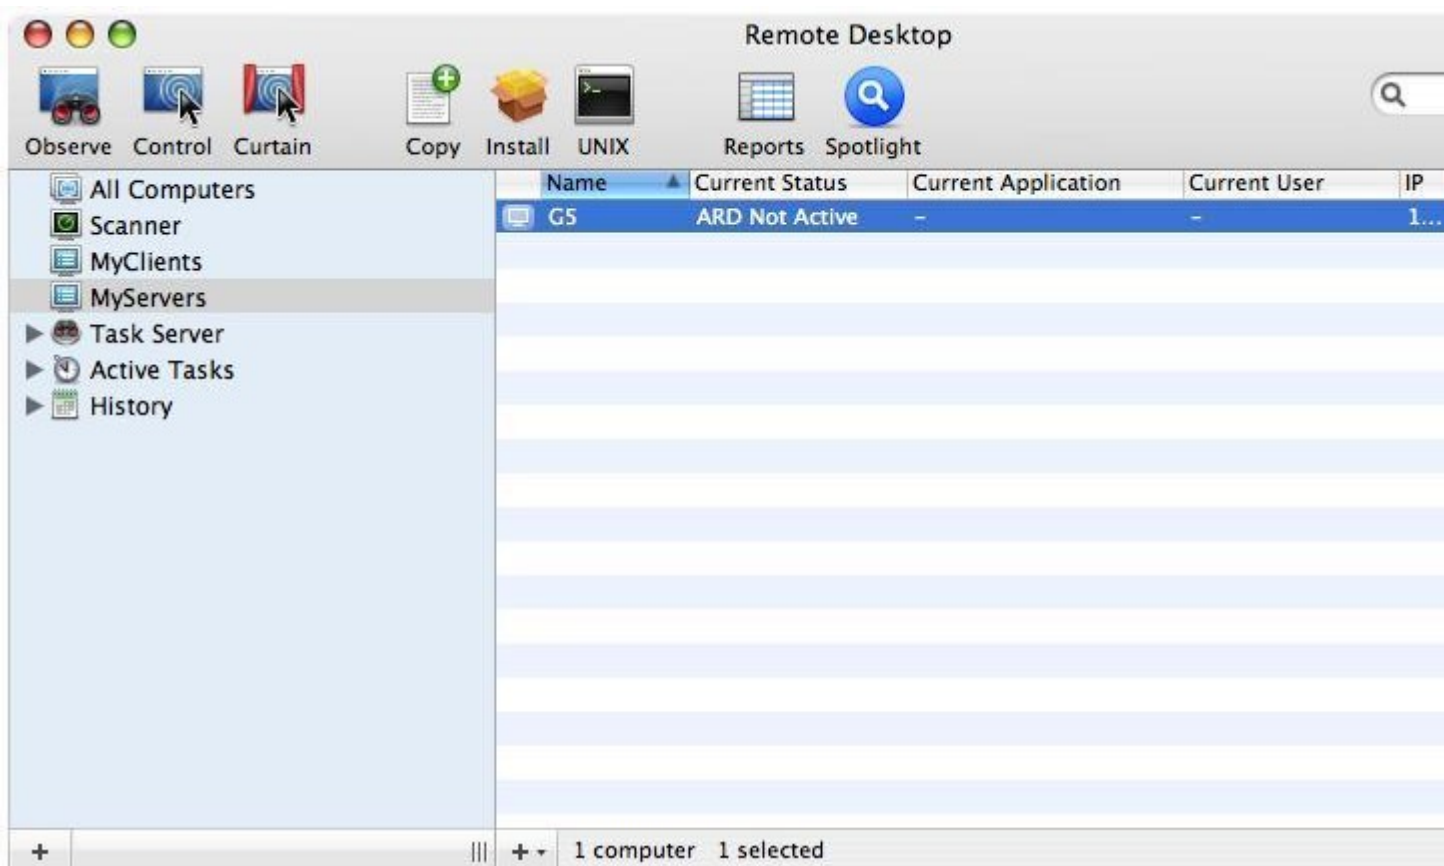 Remote Desktop
Observe Control Curtain Copy Install UNIX Reports Spotlight
All Computers
Scanner
MyClients
MyServers
Task Server
Active Tasks
History
Name Current Status Current Application Current User IP
G5 ARD Not Active - - 1...
+ + 1 computer 1 selected